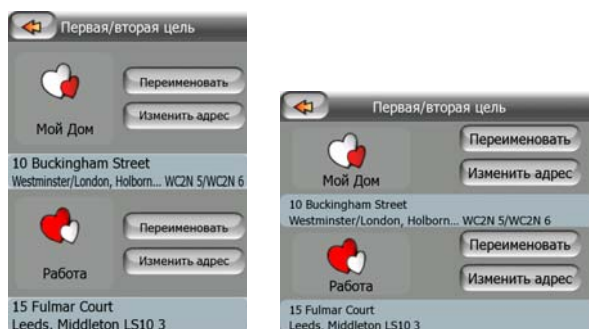 Первая/вторая цель
Переименовать
Изменить адрес
Мой Дом
10 Buckingham Street
Westminster/London, Holborn... WC2N 5/WC2N 6
Переименовать
Изменить адрес
Работа
15 Fulmar Court
Leeds, Middleton LS10 3
Первая/вторая цель
Переименовать
Изменить адрес
Мой Дом
10 Buckingham Street
Westminster/London, Holborn... WC2N 5/WC2N 6
Переименовать
Изменить адрес
Работа
15 Fulmar Court
Leeds, Middleton LS10 3